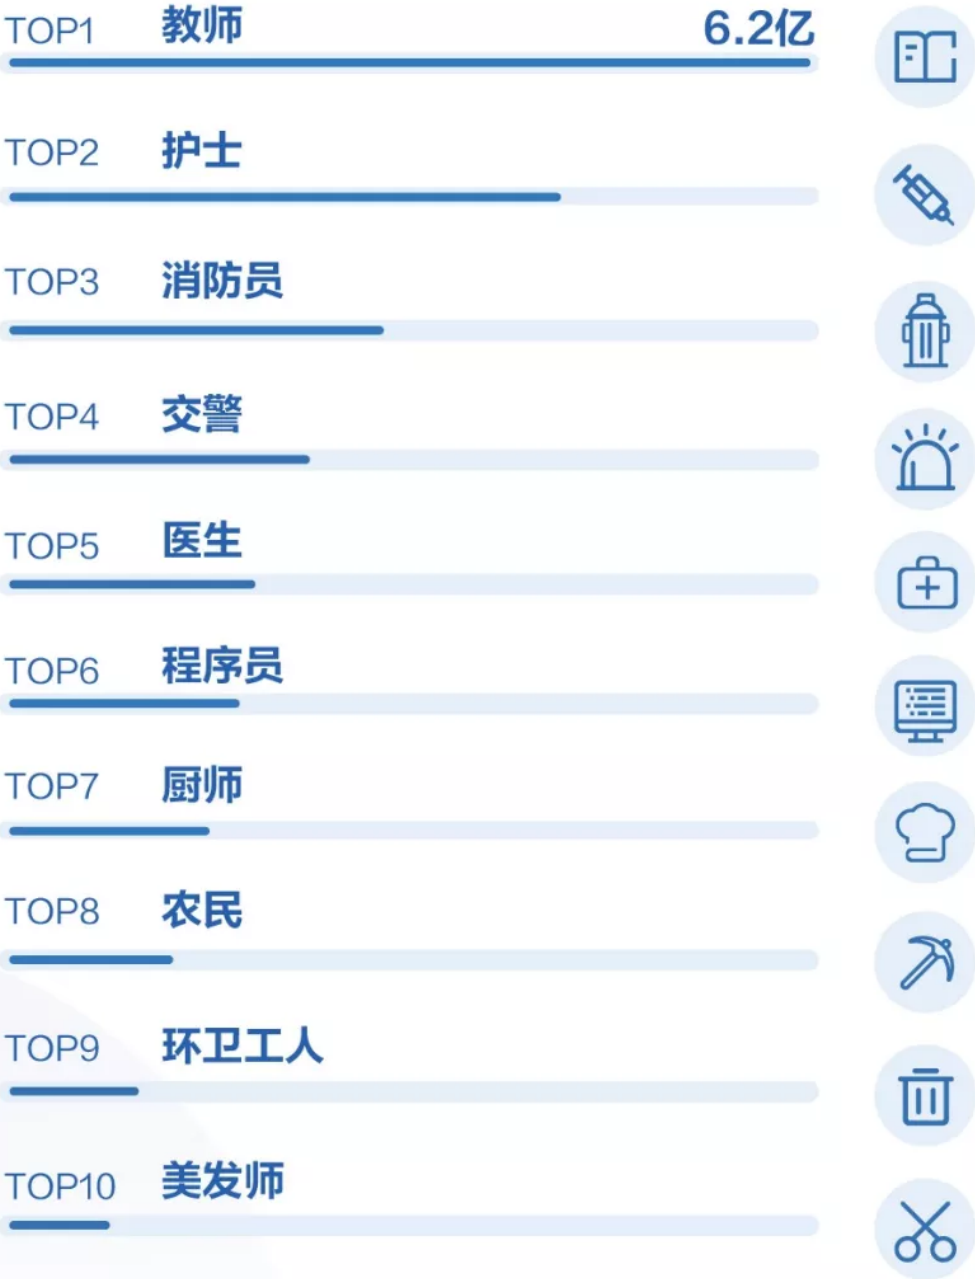 TOP1 教师 6.2亿
TOP2 护士
TOP3 消防员
TOP4 交警
TOP5 医生
TOP6 程序员
TOP7 厨师
TOP8 农民
TOP9 环卫工人
TOP10 美发师